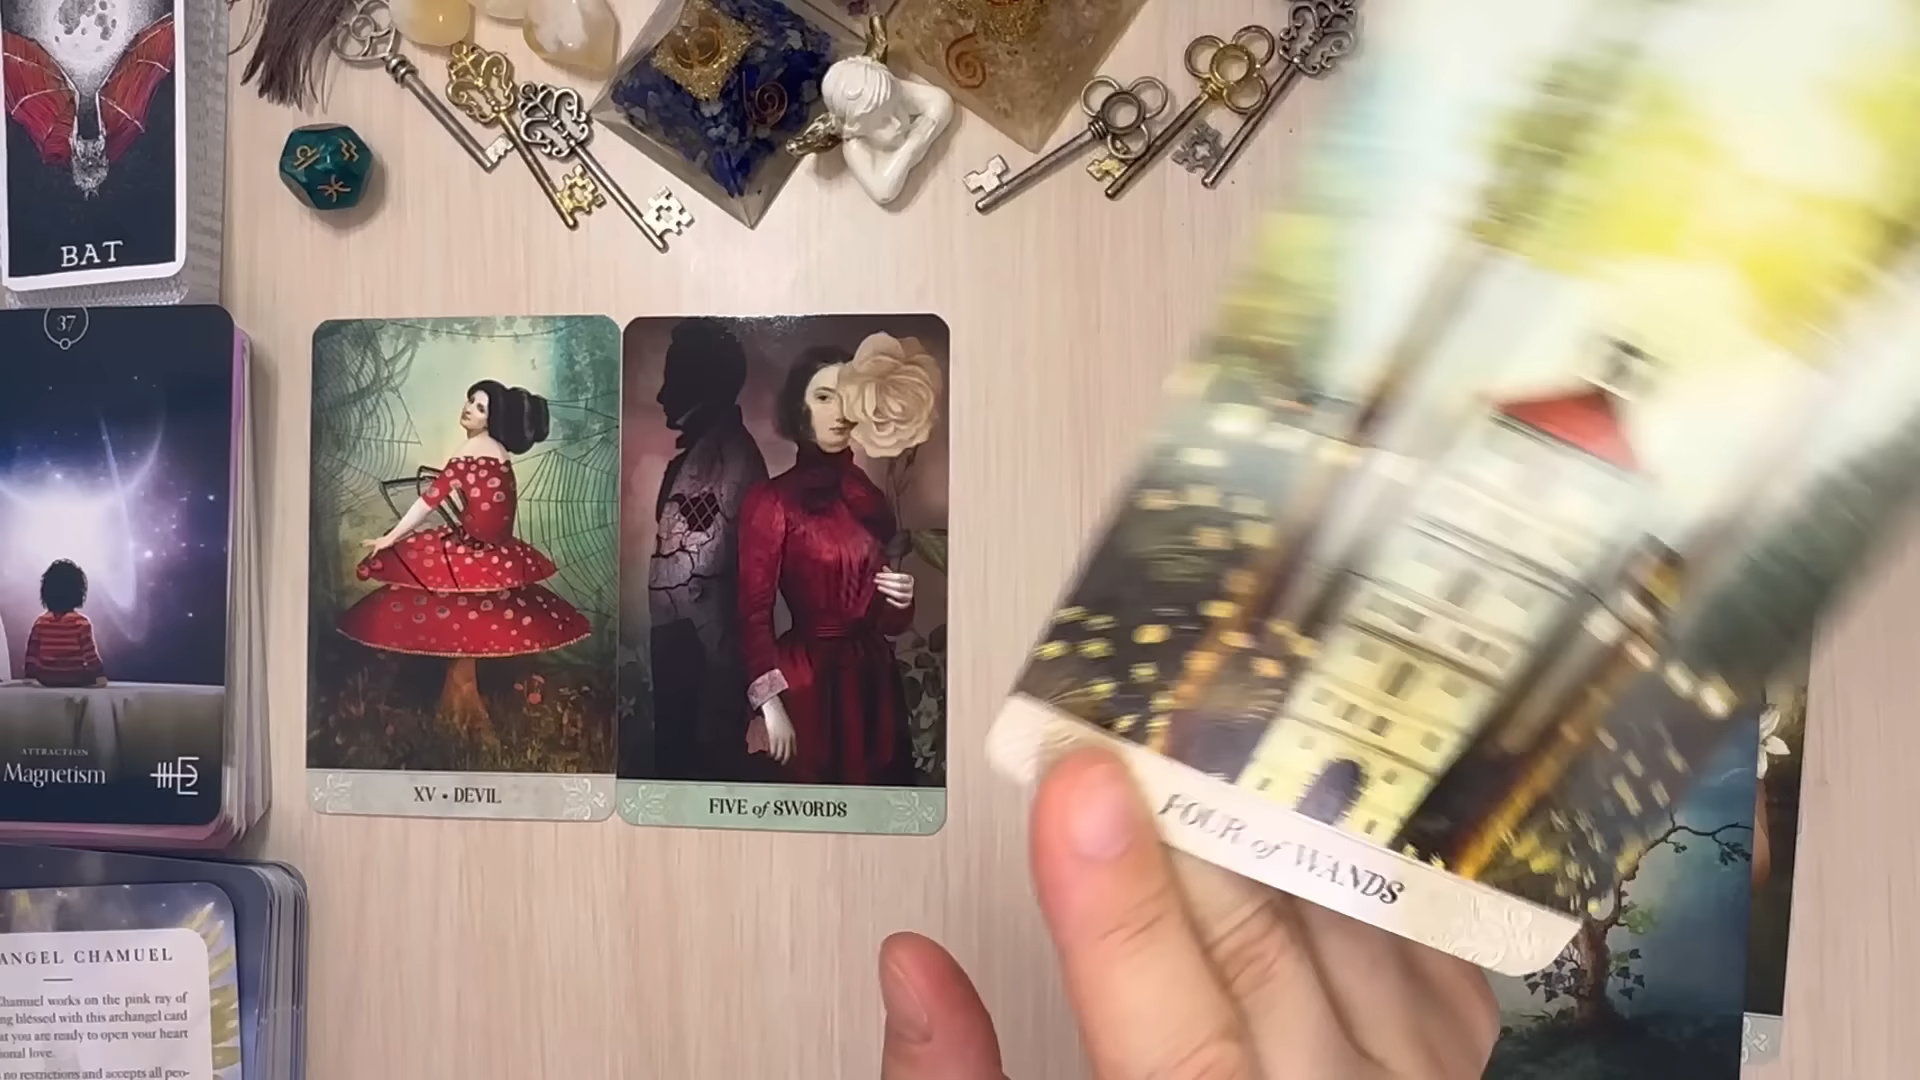 BAT
37
ATTRACTION
Magnetism
XV • DEVIL
FIVE of SWORDS
FOUR of WANDS
ANGEL CHAMUEL
Chamuel works on the pink ray of
ng blessed with this archangel card
at you are ready to open your heart
ional love.
no restrictions and accepts all peo-